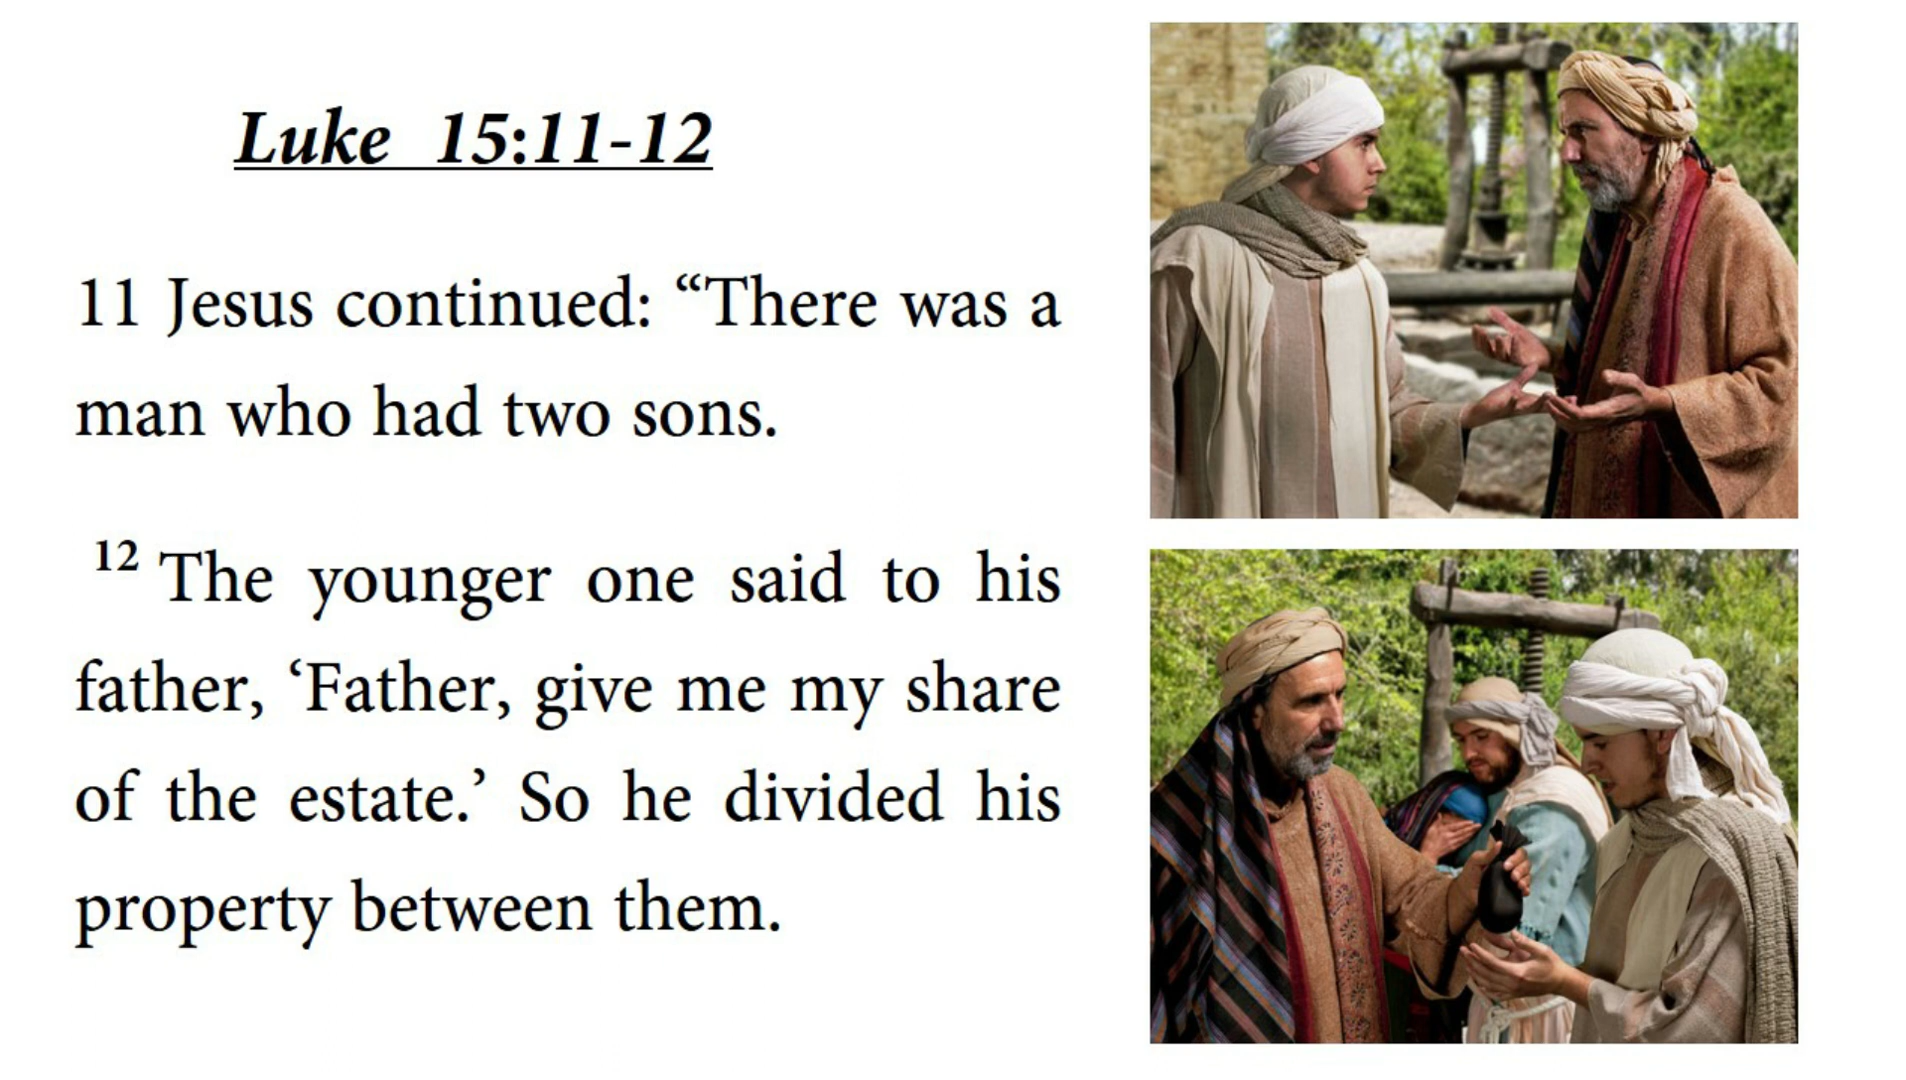 Luke 15:11-12
11 Jesus continued: “There was a
man who had two sons.
12 The younger one said to his
father, ‘Father, give me my share
of the estate.’ So he divided his
property between them.